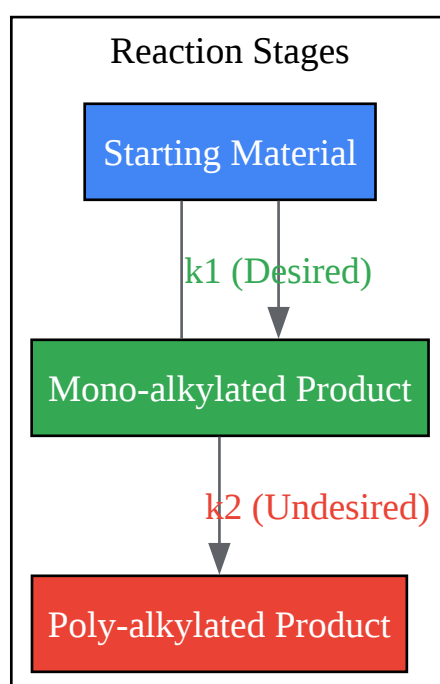 Reaction Stages
Starting Material
k1 (Desired)
Mono-alkylated Product
k2 (Undesired)
Poly-alkylated Product